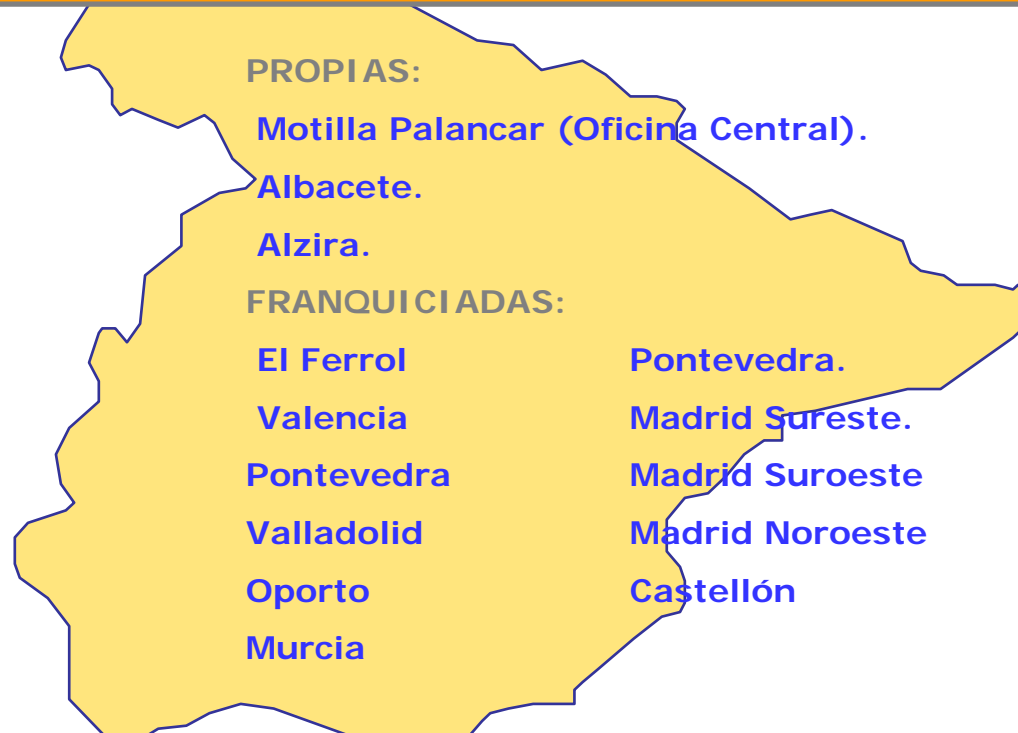 PROPIAS:
Motilla Palancar (Oficina Central).
Albacete.
Alzira.
FRANQUICIADAS:
El Ferrol
Valencia
Pontevedra
Valladolid
Oporto
Murcia
Pontevedra.
Madrid Sureste.
Madrid Suroeste
Madrid Noroeste
Castellón